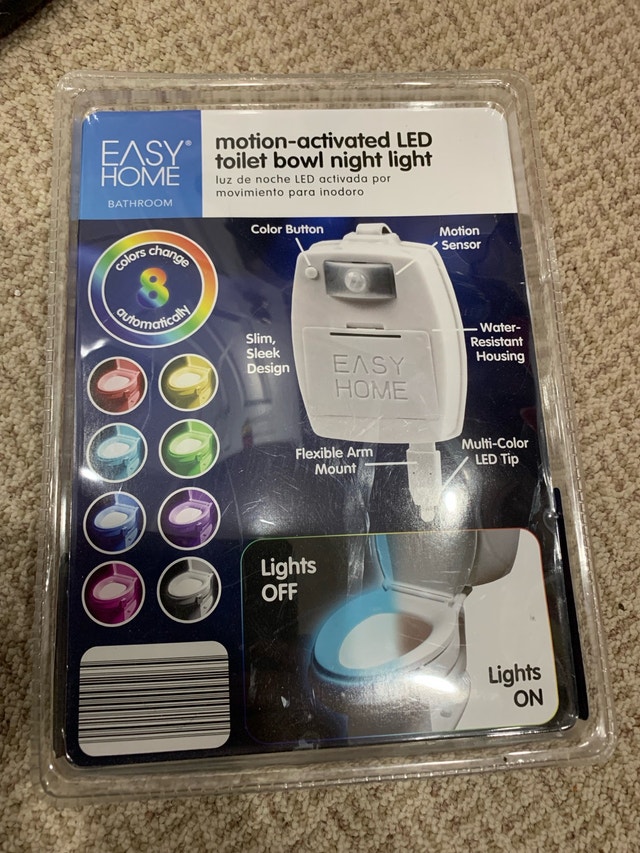 EASY
HOME®
BATHROOM
motion-activated LED
toilet bowl night light
luz de noche LED activada por
movimiento para inodoro
colors change
8
automatically
Color Button
Motion
Sensor
Slim,
Sleek
Design
Water-
Resistant
Housing
EASY
HOME
Flexible Arm
Mount
Multi-Color
LED Tip
Lights
OFF
Lights
ON